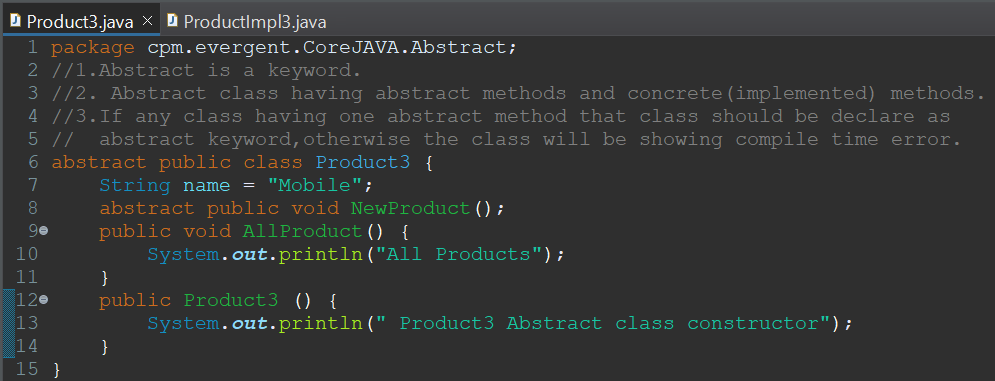 Product3.java ProductImpl3.java
1 package cpm.evergent.CoreJAVA.Abstract;
2 //1.Abstract is a keyword.
3 //2. Abstract class having abstract methods and concrete(implemented) methods.
4 //3.If any class having one abstract method that class should be declare as
5 //  abstract keyword,otherwise the class will be showing compile time error.
6 abstract public class Product3 {
7     String name = "Mobile";
8     abstract public void NewProduct();
9     public void AllProduct() {
10         System.out.println("All Products");
11     }
12     public Product3 () {
13         System.out.println(" Product3 Abstract class constructor");
14     }
15 }